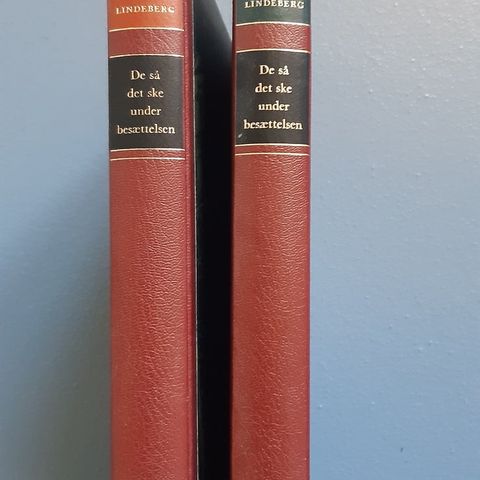 LINDEBERG
De så
det ske
under
besættelsen
LINDEBERG
De så
det ske
under
besættelsen